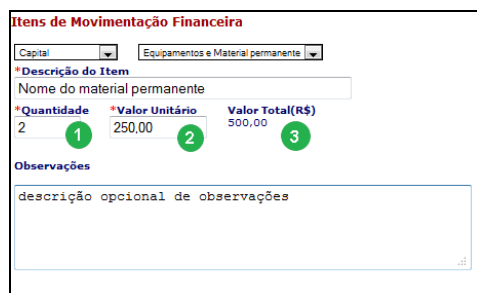 Itens de Movimentação Financeira
Capital Equipamentos e Material permanente
*Descrição do Item
Nome do material permanente
*Quantidade *Valor Unitário Valor Total(R$)
2 1 250,00 2 500,00 3
Observações
descrição opcional de observações